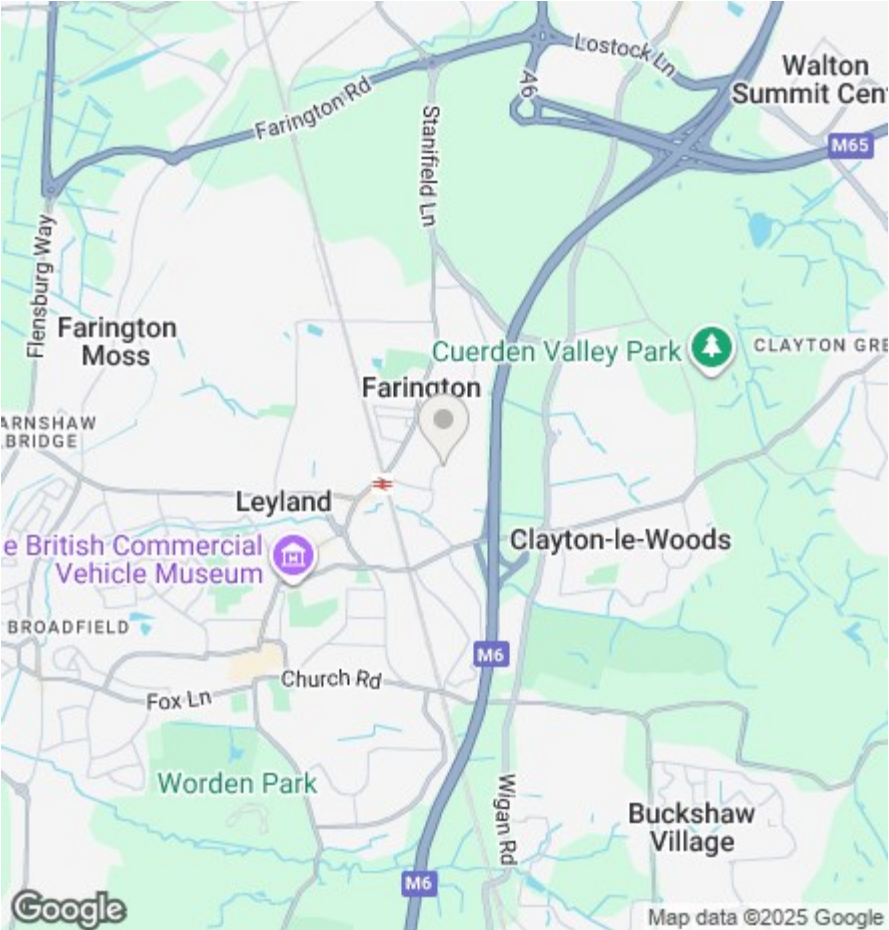 Lostock Ln
Walton
Summit Cent
A6
Farington Rd
M65
Stanifield Ln
Flensburg Way
Farington
Moss
Cuerden Valley Park
CLAYTON GRE
Farington
ARNSHAW
BRIDGE
Leyland
Clayton-le-Woods
e British Commercial
Vehicle Museum
BROADFIELD
M6
Church Rd
Fox Ln
Worden Park
Wigan Rd
Buckshaw
Village
M6
Google
Map data ©2025 Google